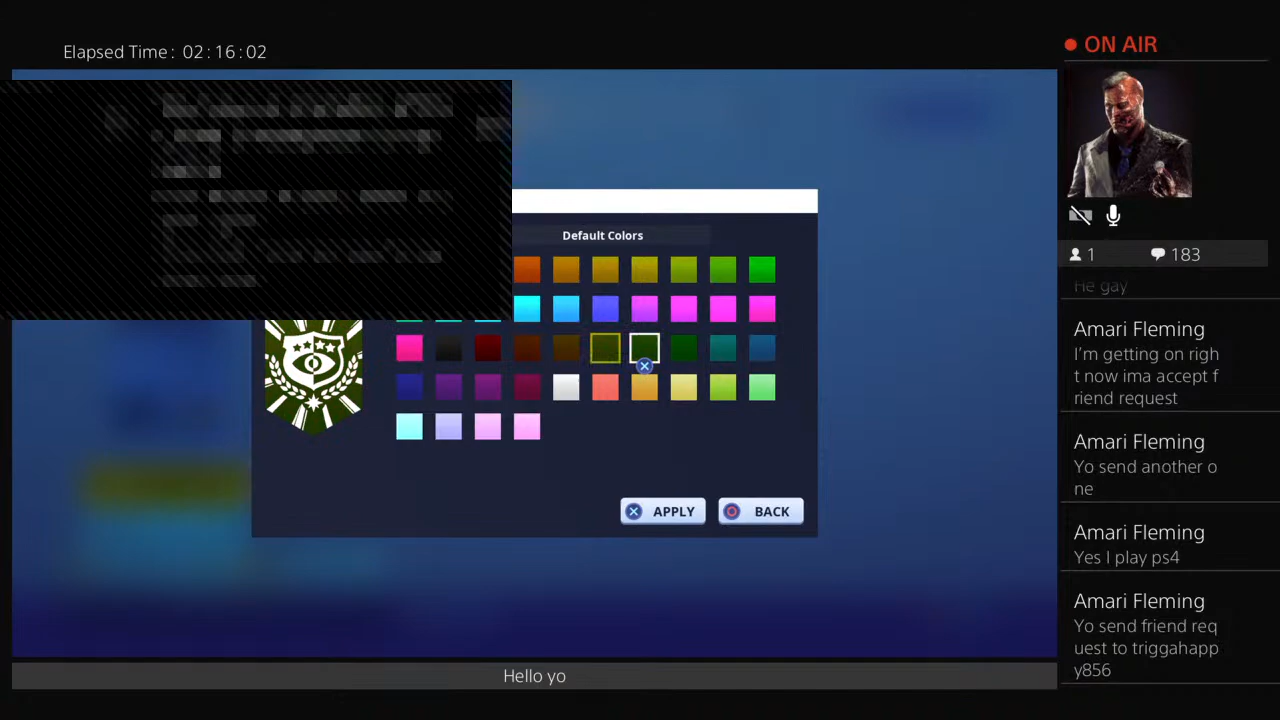 Elapsed Time: 02:16:02
ON AIR
1 183
Default Colors
APPLY
BACK
Hello yo
He gay
Amari Fleming
I'm getting on righ
t now ima accept f
riend request
Amari Fleming
Yo send another o
ne
Amari Fleming
Yes I play ps4
Amari Fleming
Yo send friend req
uest to triggahapp
y856